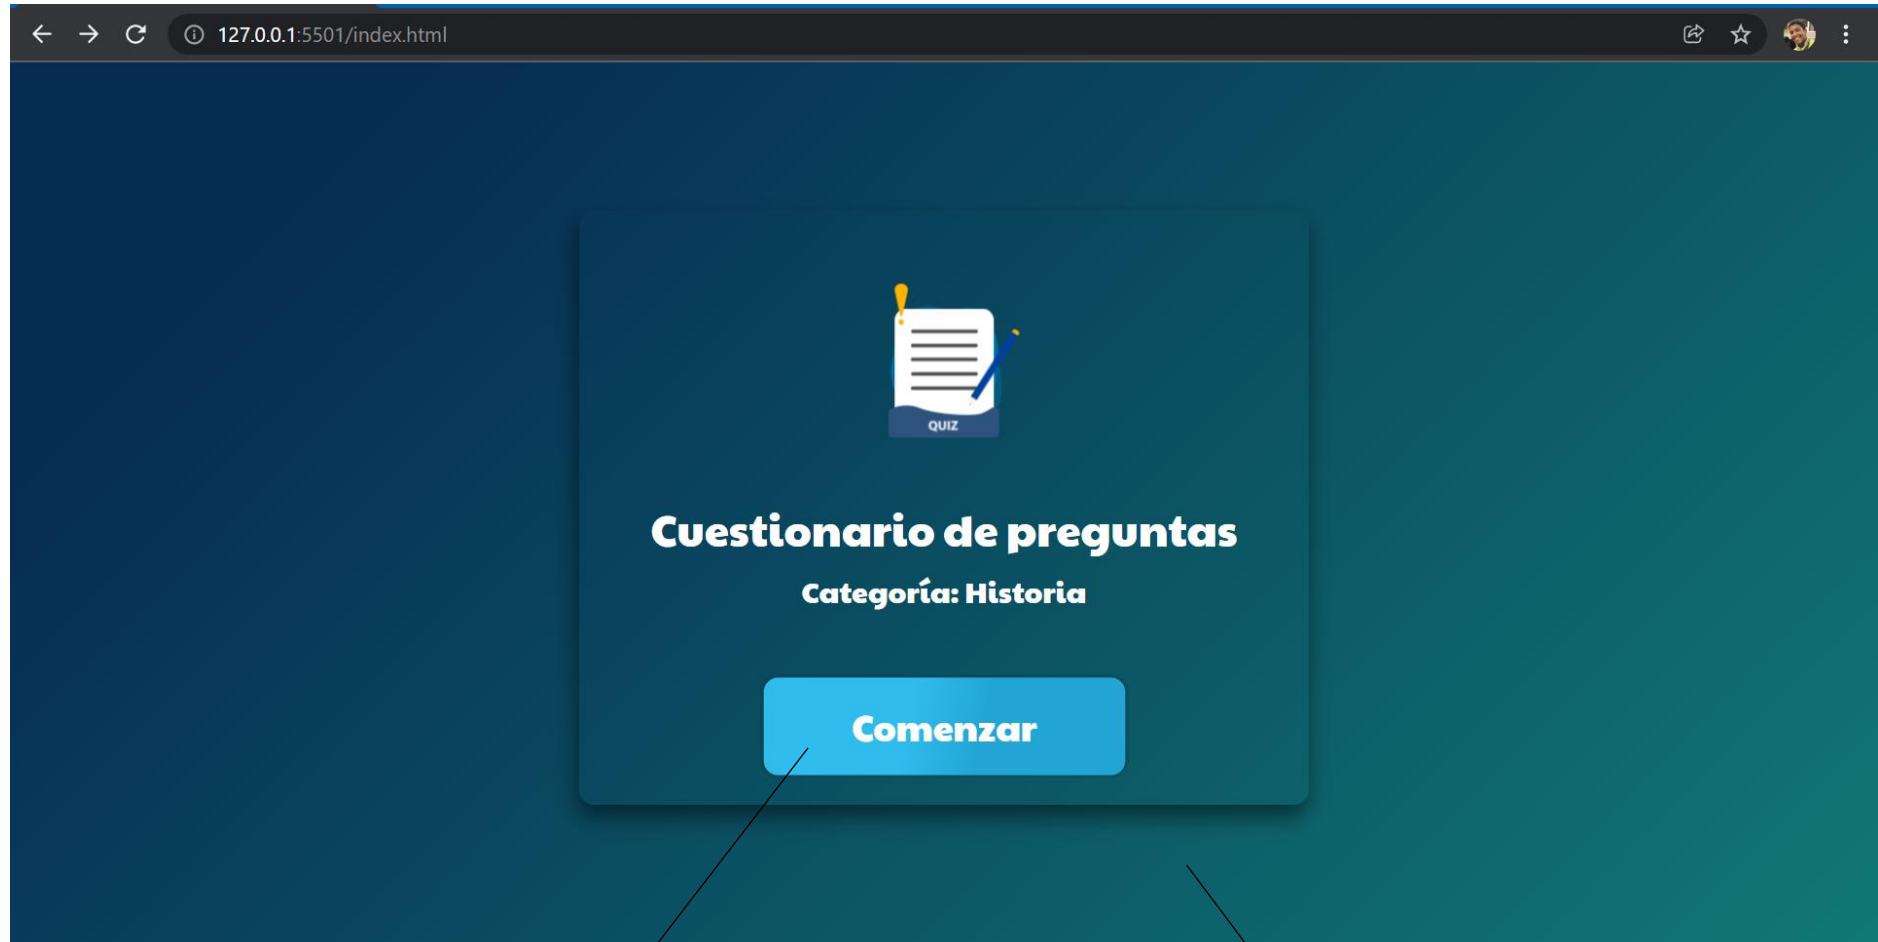 127.0.0.1:5501/index.html
QUIZ
Cuestionario de preguntas
Categoría: Historia
Comenzar